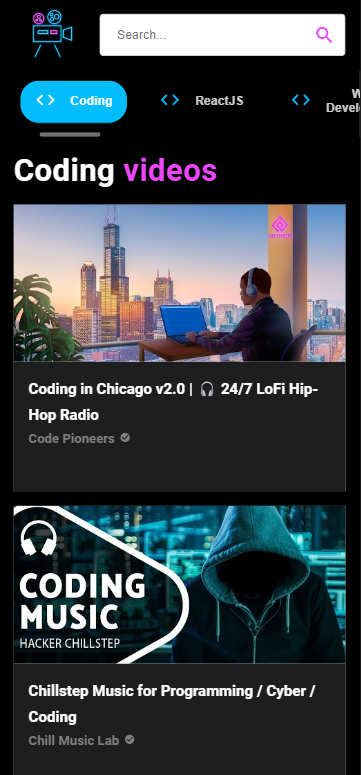 Search...
Coding
ReactJS
W
Develo
Coding videos
Coding in Chicago v2.0 | 🎧 24/7 LoFi Hip-
Hop Radio
Code Pioneers
CODING
MUSIC
HACKER CHILLSTEP
Chillstep Music for Programming / Cyber /
Coding
Chill Music Lab